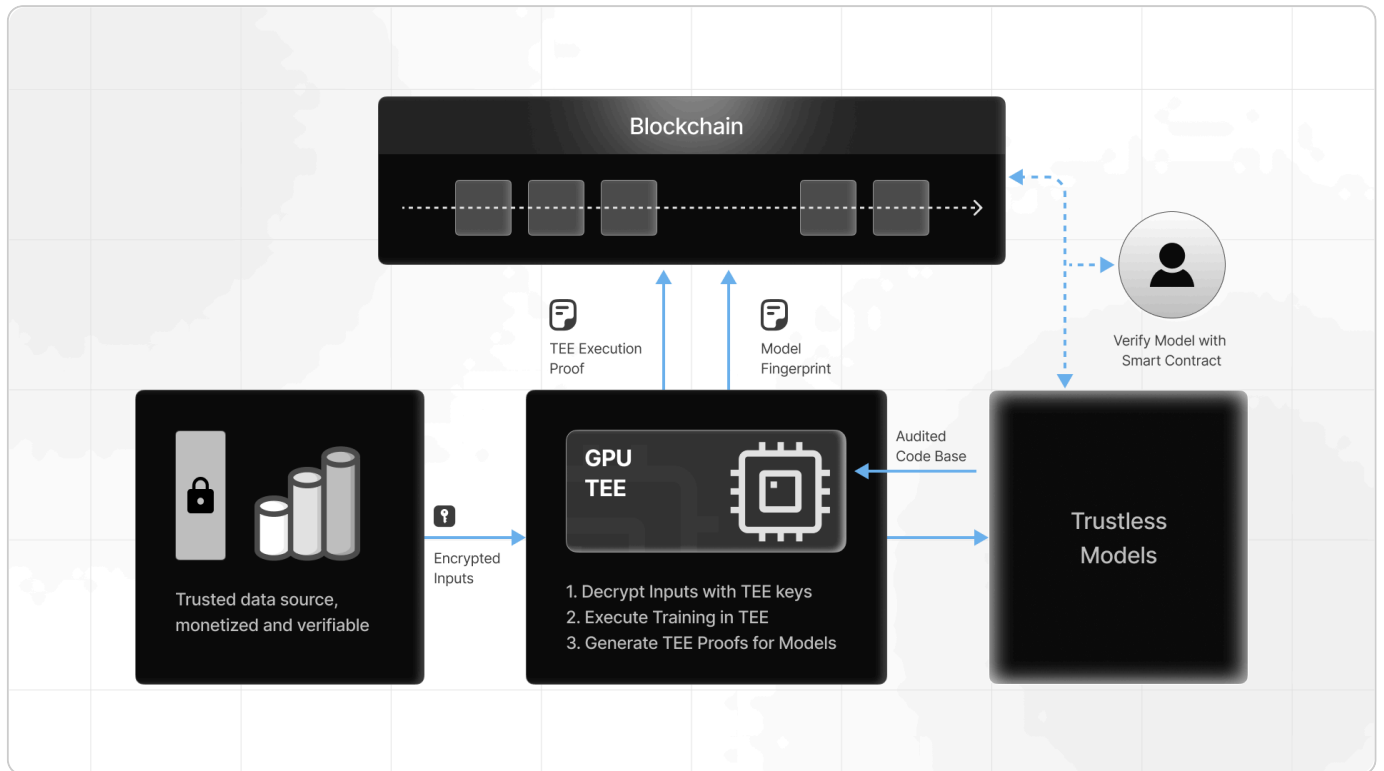 Blockchain
TEE Execution
Proof
Model
Fingerprint
Verify Model with
Smart Contract
Trusted data source,
monetized and verifiable
Encrypted
Inputs
GPU
TEE
1. Decrypt Inputs with TEE keys
2. Execute Training in TEE
3. Generate TEE Proofs for Models
Audited
Code Base
Trustless
Models